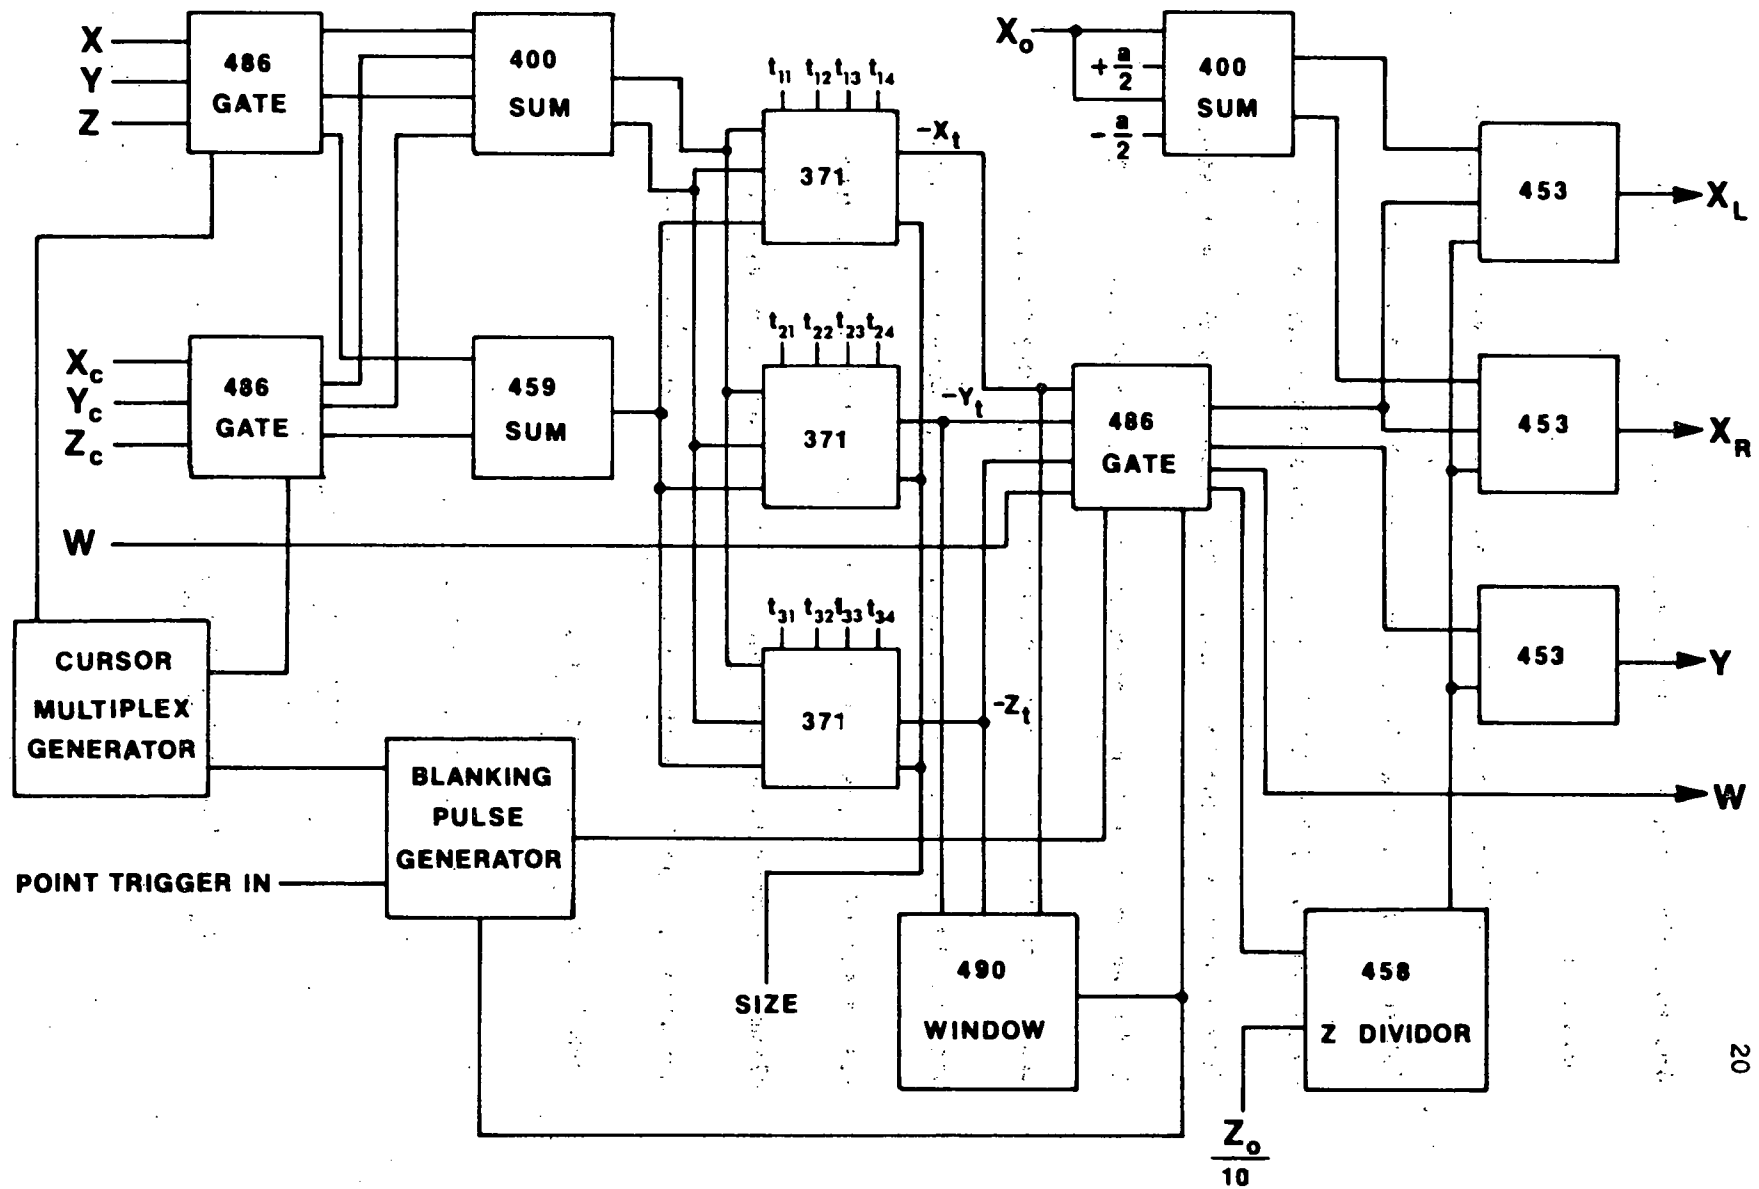 X
Y
Z
486
GATE
400
SUM
t11 t12 t13 t14
371
-Xt
Xo
+ a/2
- a/2
400
SUM
453
XL
Xc
Yc
Zc
486
GATE
459
SUM
t21 t22 t23 t24
371
-Yt
486
GATE
453
XR
W
CURSOR
MULTIPLEX
GENERATOR
t31 t32 t33 t34
371
-Zt
453
Y
W
BLANKING
PULSE
GENERATOR
POINT TRIGGER IN
SIZE
490
WINDOW
458
Z DIVIDOR
Zo
10
20